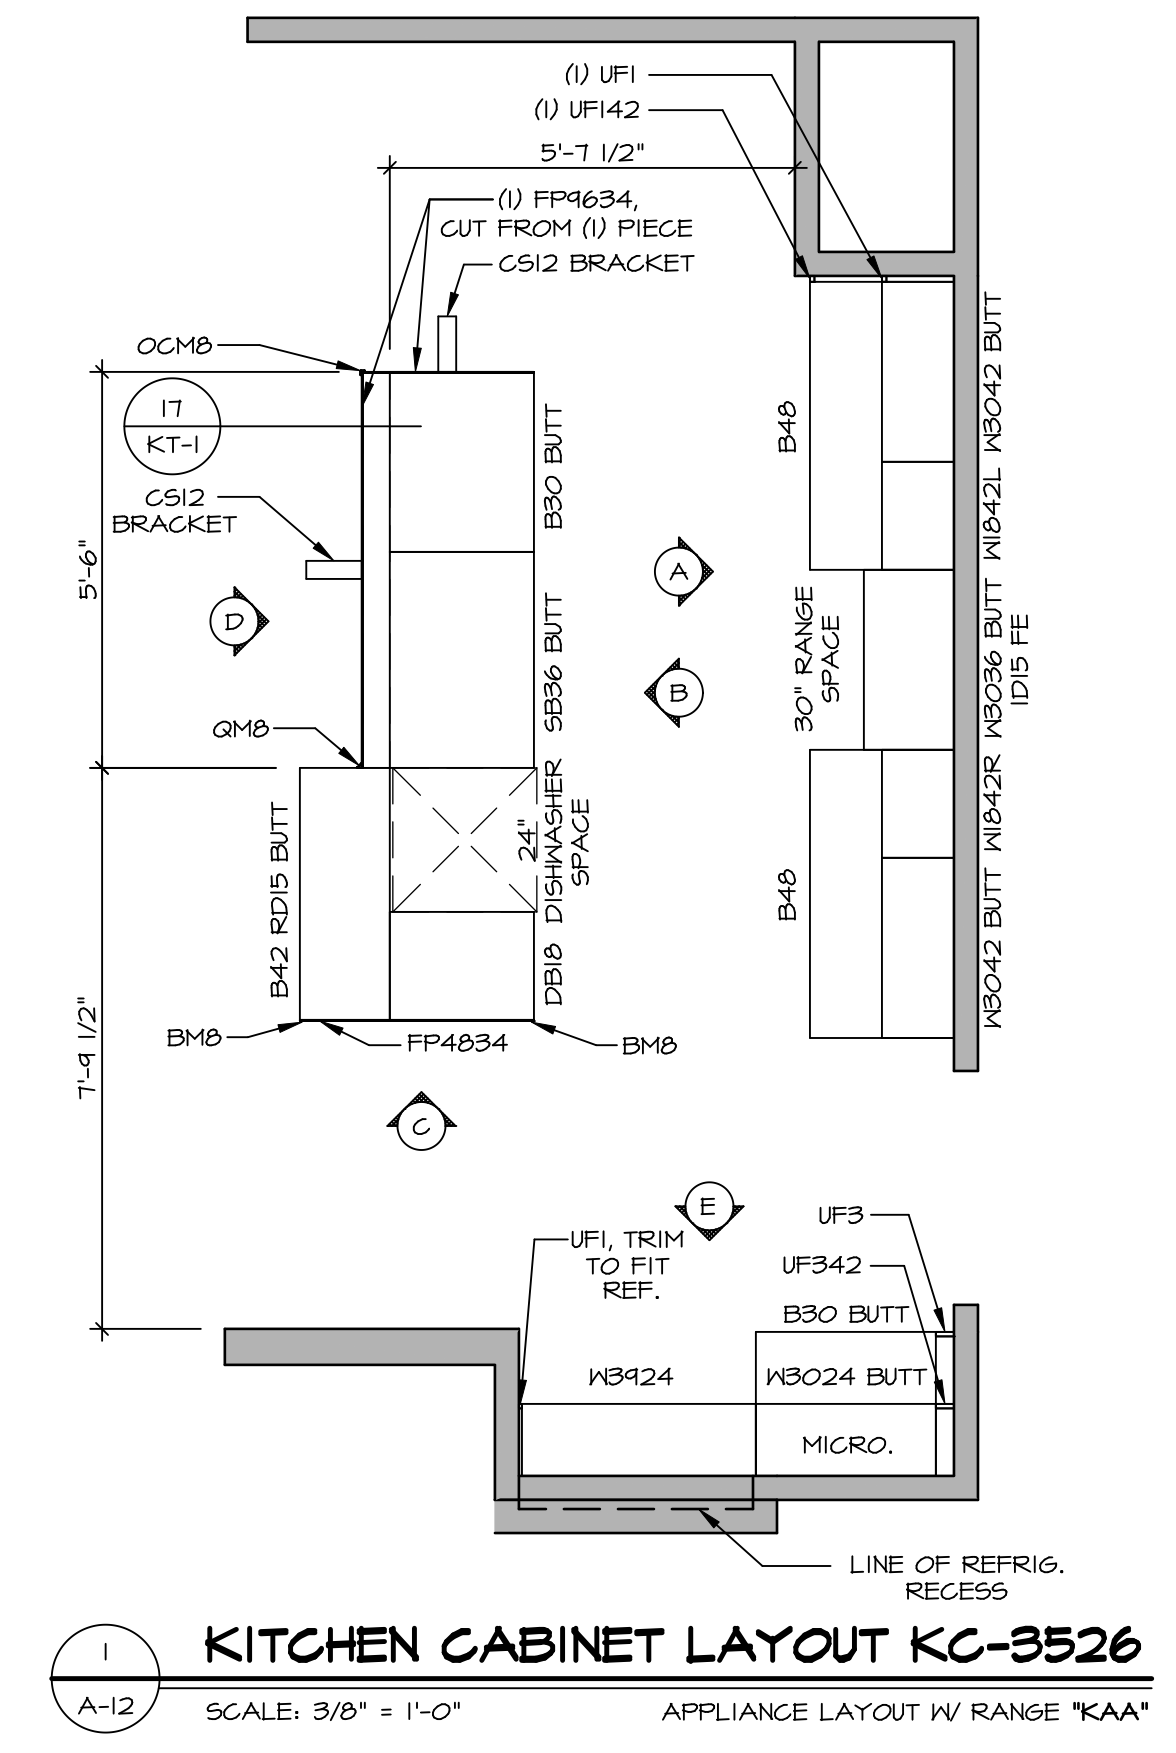 (1) UF1
(1) UF142
5'-7 1/2"
(1) FP9634,
CUT FROM (1) PIECE
CS12 BRACKET
OCM8
17
KT-1
CS12
BRACKET
5'-6"
D
QM8
B30 BUTT
SB36 BUTT
24"
DISHWASHER
SPACE
DB18
B42 RD15 BUTT
BM8
FP4834
BM8
7'-9 1/2"
A
B
C
B48
30" RANGE
SPACE
B48
W3042 BUTT
W1842L
W3036 BUTT
1D15 FE
W1842R
W3042 BUTT
E
UF1, TRIM
TO FIT
REF.
UF3
UF342
B30 BUTT
W3924
W3024 BUTT
MICRO.
LINE OF REFRIG.
RECESS
1
A-12
KITCHEN CABINET LAYOUT KC-3526
SCALE: 3/8" = 1'-0"
APPLIANCE LAYOUT W/ RANGE "KAA"